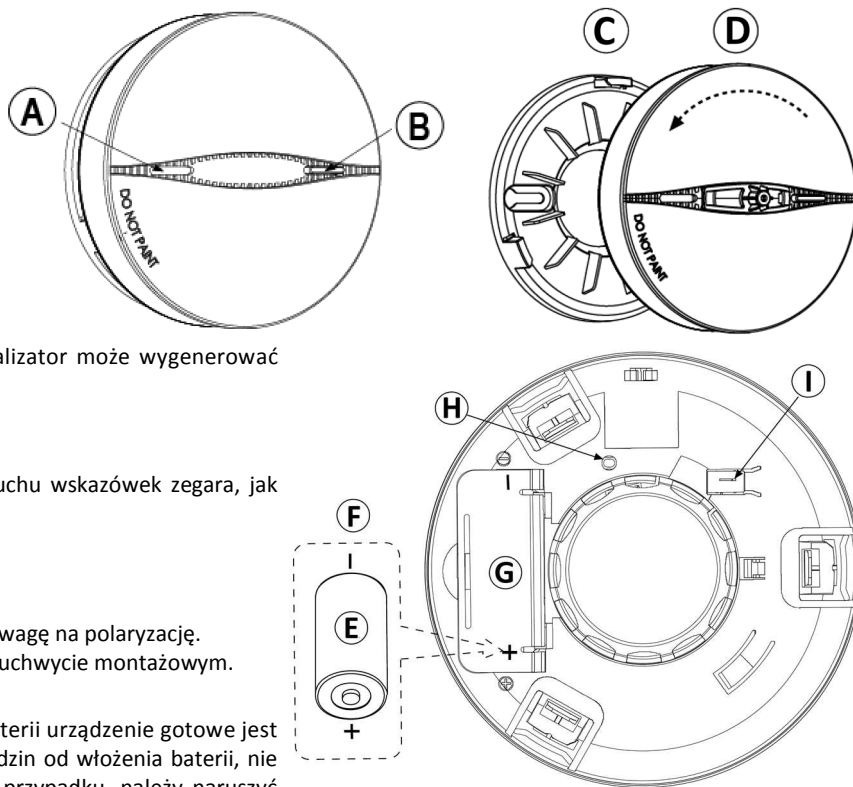 C
D
A
B
DO NOT PAINT
DO NOT PAINT
alizator może wygenerować
H
I
uchu wskazówek zegara, jak
F
–
G
–
E
wagę na polaryzację.
+
uchwycie montażowym.
+
terii urządzenie gotowe jest
dzin od włożenia baterii, nie
przypadku, należy naruszyć